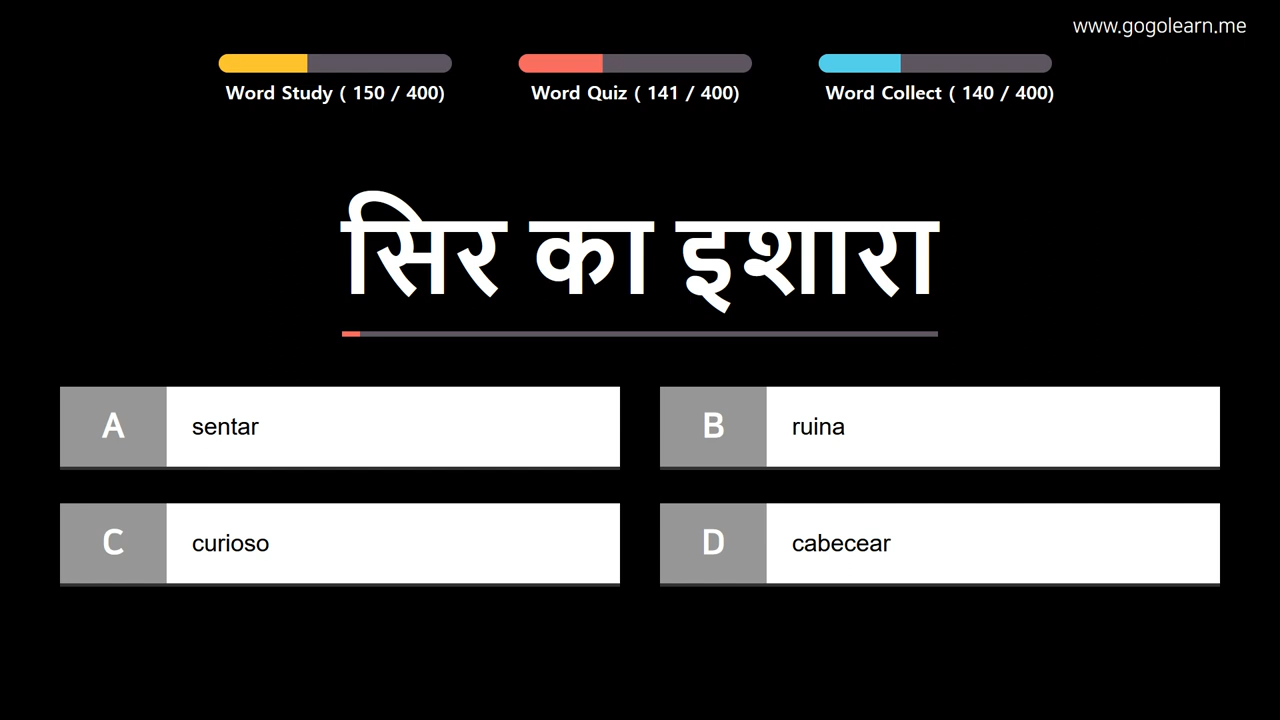 www.gogolearn.me
Word Study ( 150 / 400)
Word Quiz ( 141 / 400)
Word Collect ( 140 / 400)
सिर का इशारा
A sentar
B ruina
C curioso
D cabecear